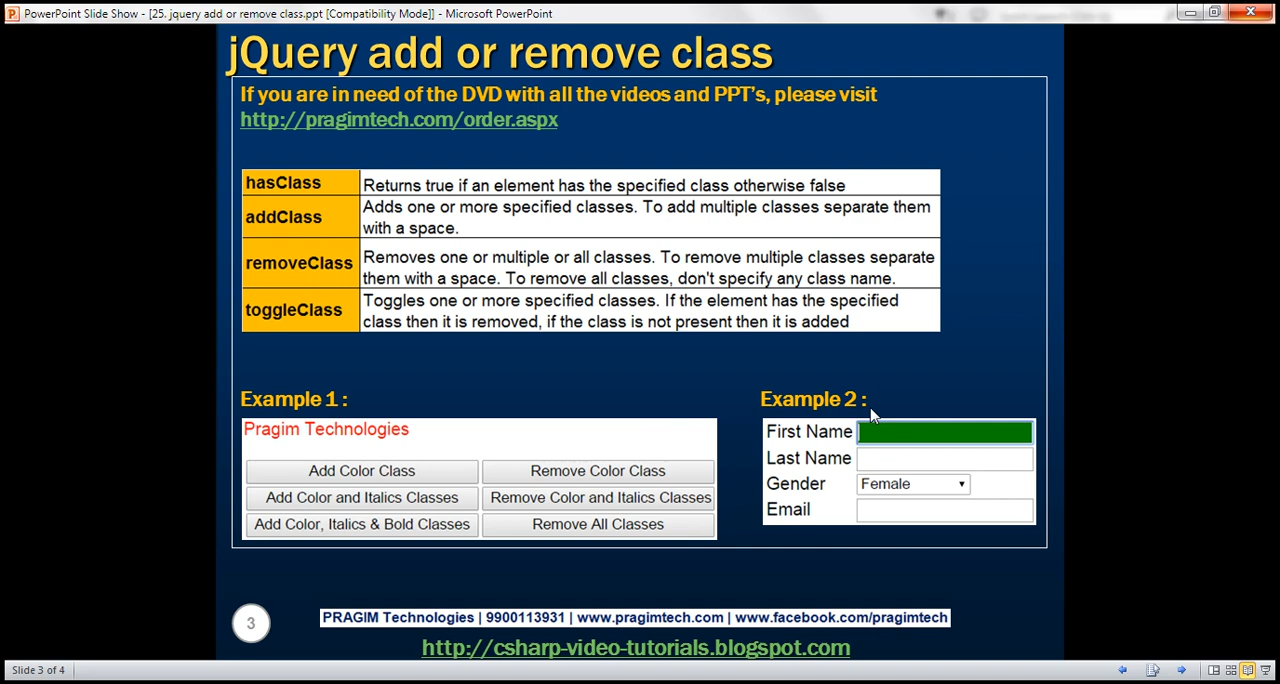 PowerPoint Slide Show - [25. jquery add or remove class.ppt [Compatibility Mode]] - Microsoft PowerPoint
jQuery add or remove class
If you are in need of the DVD with all the videos and PPT's, please visit
http://pragimtech.com/order.aspx
hasClass Returns true if an element has the specified class otherwise false
addClass Adds one or more specified classes. To add multiple classes separate them
with a space.
removeClass Removes one or multiple or all classes. To remove multiple classes separate
them with a space. To remove all classes, don't specify any class name.
toggleClass Toggles one or more specified classes. If the element has the specified
class then it is removed, if the class is not present then it is added
Example 1 :
Pragim Technologies
Add Color Class Remove Color Class
Add Color and Italics Classes Remove Color and Italics Classes
Add Color, Italics & Bold Classes Remove All Classes
Example 2 :
First Name
Last Name
Gender Female
Email
3
PRAGIM Technologies | 9900113931 | www.pragimtech.com | www.facebook.com/pragimtech
http://csharp-video-tutorials.blogspot.com
Slide 3 of 4